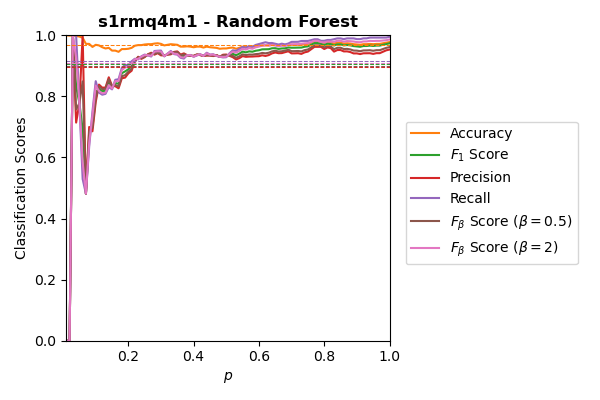 s1rmq4m1 - Random Forest
1.0
0.8
0.6
0.4
0.2
0.0
Classification Scores
0.2 0.4 0.6 0.8 1.0
p
Accuracy
F₁ Score
Precision
Recall
Fᵦ Score (β = 0.5)
Fᵦ Score (β = 2)